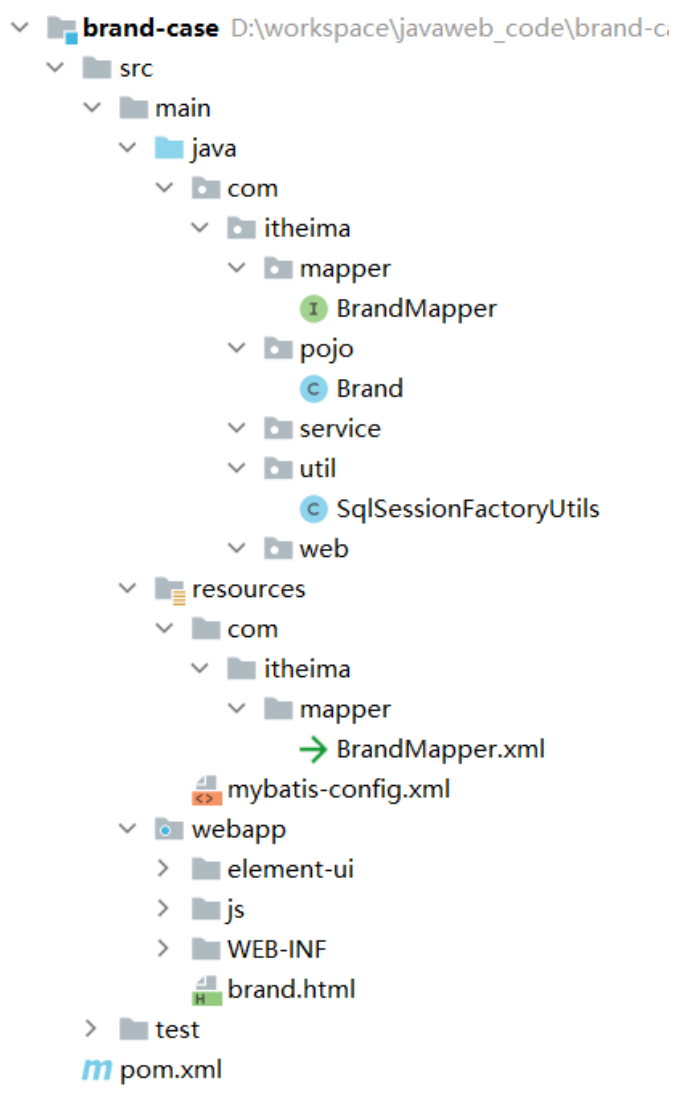 brand-case D:\workspace\javaweb_code\brand-ca
src
main
java
com
itheima
mapper
I BrandMapper
pojo
C Brand
service
util
C SqlSessionFactoryUtils
web
resources
com
itheima
mapper
BrandMapper.xml
<> mybatis-config.xml
webapp
element-ui
js
WEB-INF
H brand.html
test
m pom.xml